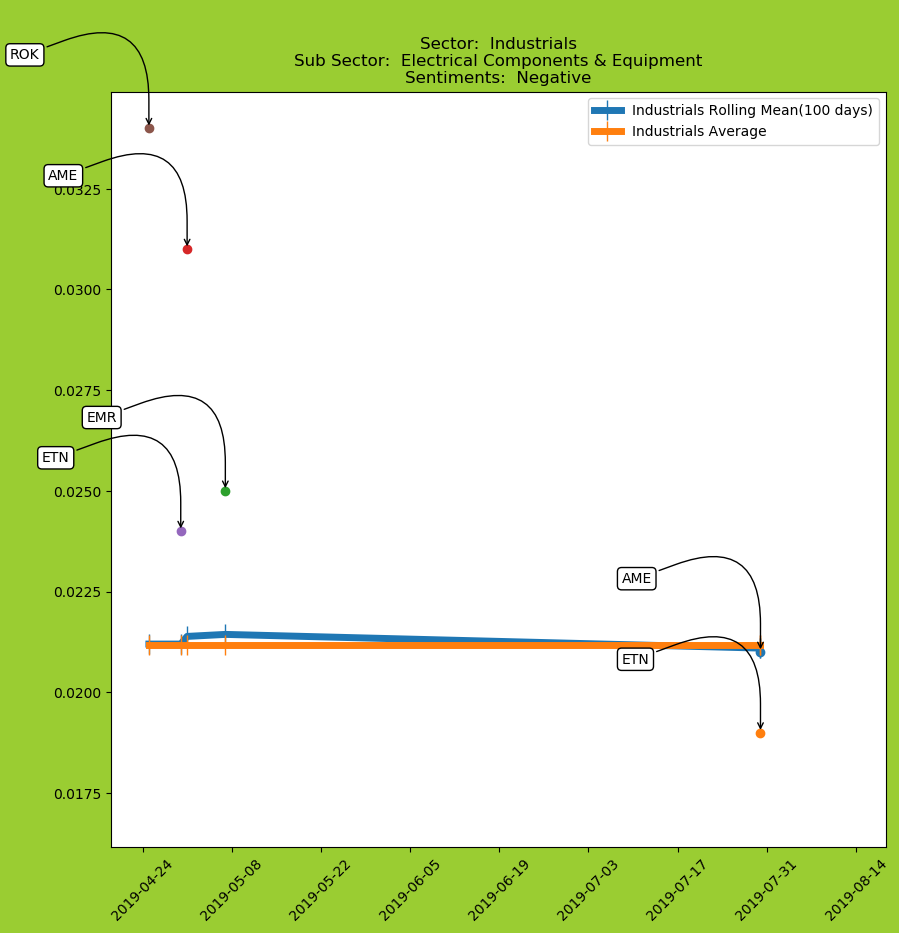 ROK
Sector:  Industrials
Sub Sector:  Electrical Components & Equipment
Sentiments:  Negative
Industrials Rolling Mean(100 days)
Industrials Average
AME
0.0325
0.0300
0.0275
EMR
ETN
0.0250
0.0225
AME
ETN
0.0200
0.0175
2019-04-24
2019-05-08
2019-05-22
2019-06-05
2019-06-19
2019-07-03
2019-07-17
2019-07-31
2019-08-14